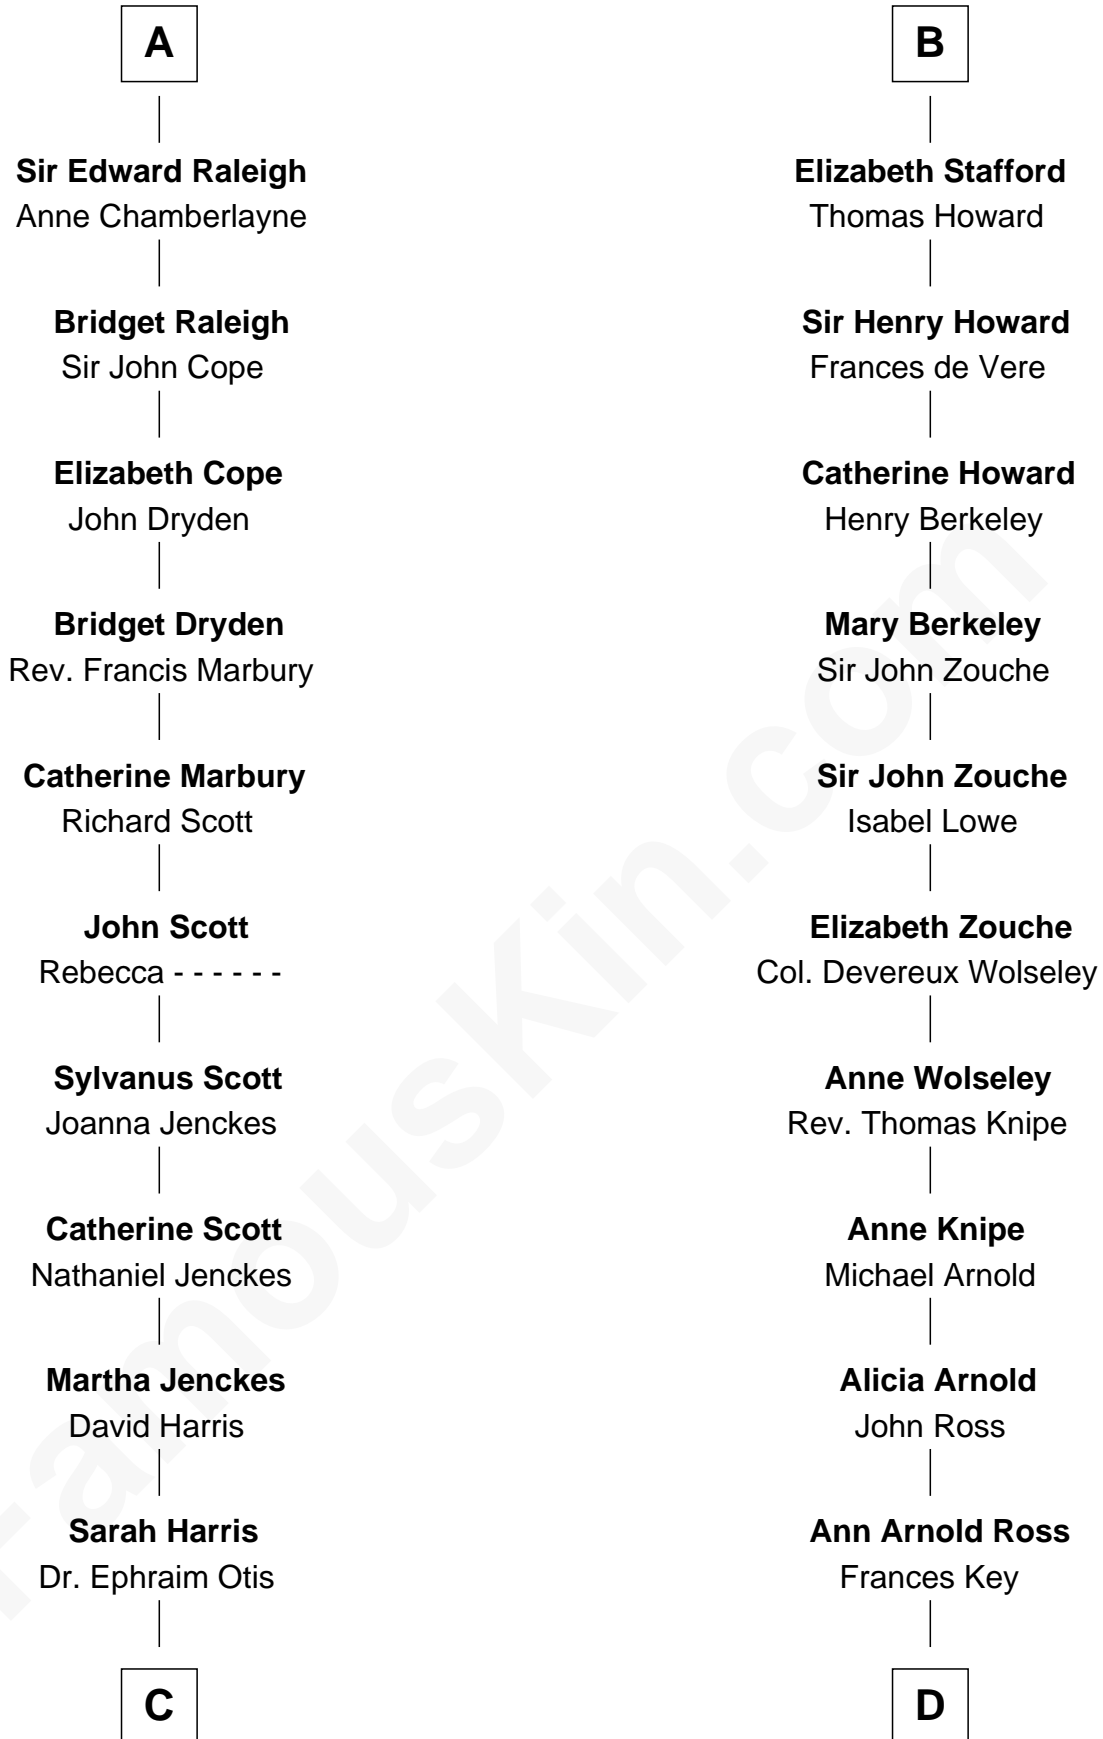 A
Sir Edward Raleigh
Anne Chamberlayne
Bridget Raleigh
Sir John Cope
Elizabeth Cope
John Dryden
Bridget Dryden
Rev. Francis Marbury
Catherine Marbury
Richard Scott
John Scott
Rebecca - - - - - -
Sylvanus Scott
Joanna Jenckes
Catherine Scott
Nathaniel Jenckes
Martha Jenckes
David Harris
Sarah Harris
Dr. Ephraim Otis
C
B
Elizabeth Stafford
Thomas Howard
Sir Henry Howard
Frances de Vere
Catherine Howard
Henry Berkeley
Mary Berkeley
Sir John Zouche
Sir John Zouche
Isabel Lowe
Elizabeth Zouche
Col. Devereux Wolseley
Anne Wolseley
Rev. Thomas Knipe
Anne Knipe
Michael Arnold
Alicia Arnold
John Ross
Ann Arnold Ross
Frances Key
D
FamousKin.com